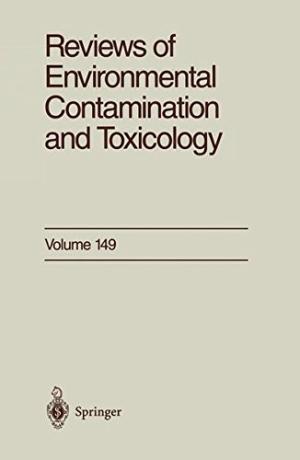 Reviews of
Environmental
Contamination
and Toxicology
Volume 149
Springer